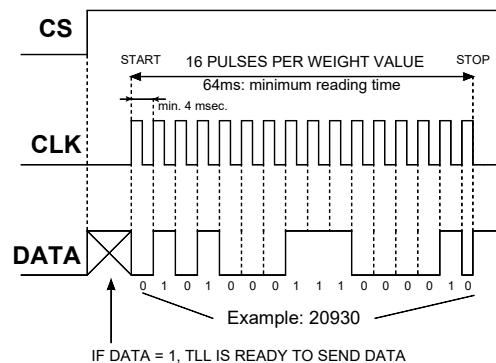 CS
START
16 PULSES PER WEIGHT VALUE
STOP
64ms: minimum reading time
min. 4 msec.
CLK
DATA
0 1 0 1 0 0 0 1 1 1 0 0 0 0 1 0
Example: 20930
IF DATA = 1, TLL IS READY TO SEND DATA